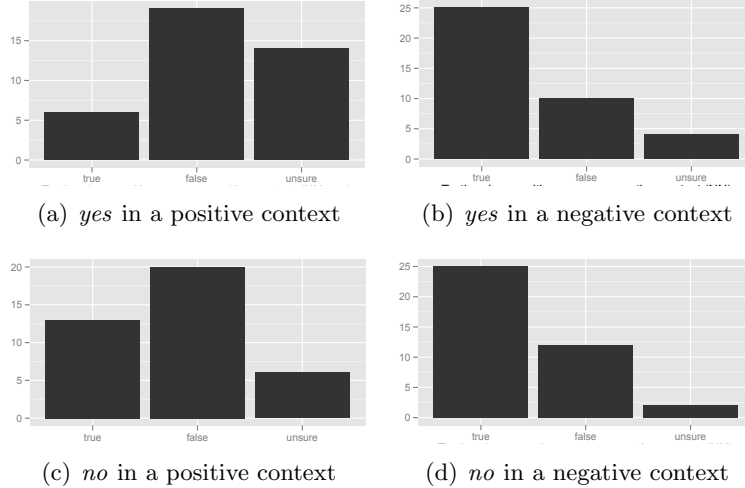 15
10
5
0
true false unsure
(a) yes in a positive context
25
20
15
10
5
0
true false unsure
(b) yes in a negative context
20
15
10
5
0
true false unsure
(c) no in a positive context
25
20
15
10
5
0
true false unsure
(d) no in a negative context